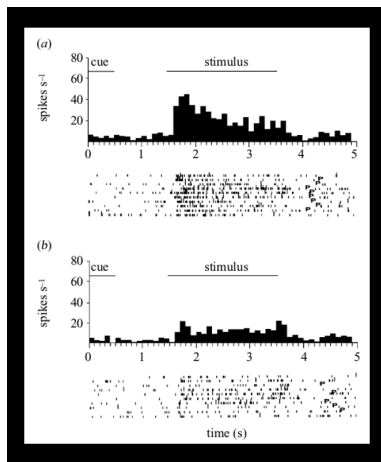 (a)
80
cue
stimulus
60
40
20
spikes s–1
0 1 2 3 4 5
P
P
P
P
P
P
(b)
80
cue
stimulus
60
40
20
spikes s–1
0 1 2 3 4 5
P
P
P
P
P
time (s)